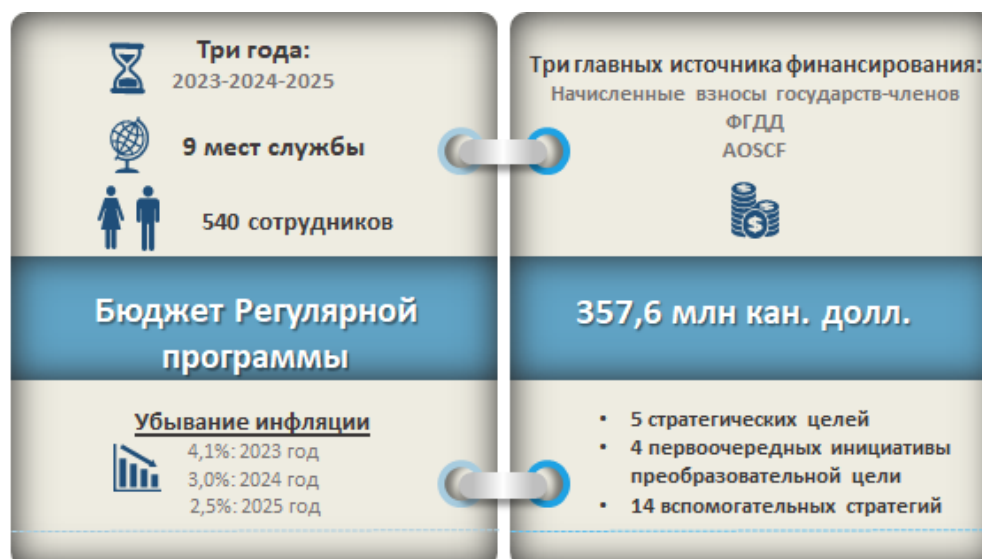 Три года:
2023-2024-2025
9 мест службы
540 сотрудников
Бюджет Регулярной
программы
Убывание инфляции
4,1%: 2023 год
3,0%: 2024 год
2,5%: 2025 год
Три главных источника финансирования:
Начисленные взносы государств-членов
ФГДД
AOSCF
$
357,6 млн кан. долл.
• 5 стратегических целей
• 4 первоочередных инициативы
преобразовательной цели
• 14 вспомогательных стратегий